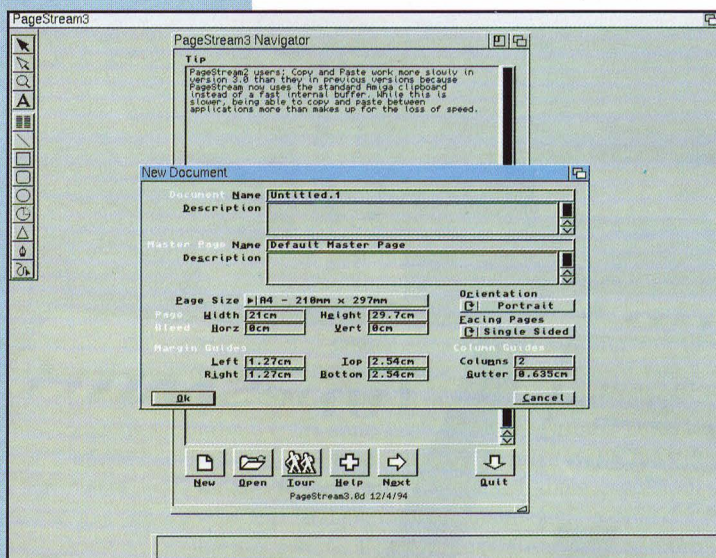 PageStream3
PageStream3 Navigator
Tip
PageStream2 users: Copy and Paste work more slowly in
version 3.0 than they in previous versions because
PageStream now uses the standard Amiga clipboard
instead of a fast internal buffer. While this is
slower, being able to copy and paste between
applications more than makes up for the loss of speed.
New Document
Document Name Untitled.1
Description
Master Page Name Default Master Page
Description
Page Size A4 - 210mm x 297mm
Orientation
Portrait
Page Width 21cm Height 29.7cm
Facing Pages
Bleed Horz 0cm Vert 0cm
Single Sided
Margin Guides Column Guides
Left 1.27cm Top 2.54cm Columns 2
Right 1.27cm Bottom 2.54cm Gutter 0.635cm
Ok Cancel
New Open Tour Help Next Quit
PageStream3.0d 12/4/94
A